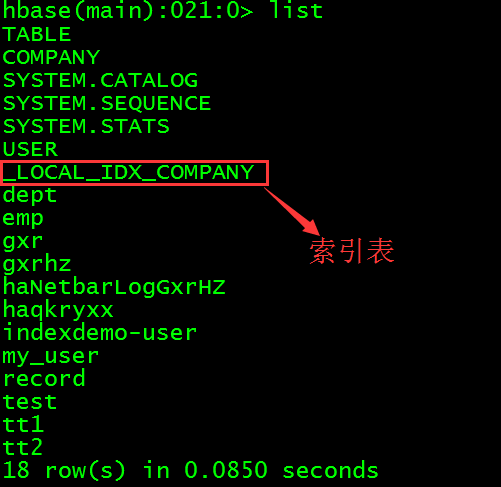 hbase(main):021:0> list
TABLE
COMPANY
SYSTEM.CATALOG
SYSTEM.SEQUENCE
SYSTEM.STATS
USER
_LOCAL_IDX_COMPANY
dept
emp
索引表
gxr
gxrhz
haNetbarLogGxrHZ
haqkryxx
indexdemo-user
my_user
record
test
tt1
tt2
18 row(s) in 0.0850 seconds